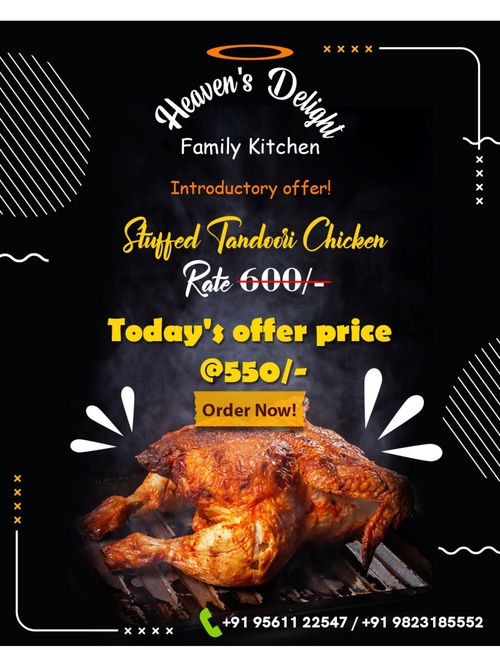 Heaven's Delight
Family Kitchen
Introductory offer!
Stuffed Tandoori Chicken
Rate 600/-
Today's offer price
@550/-
Order Now!
+91 95611 22547 / +91 9823185552